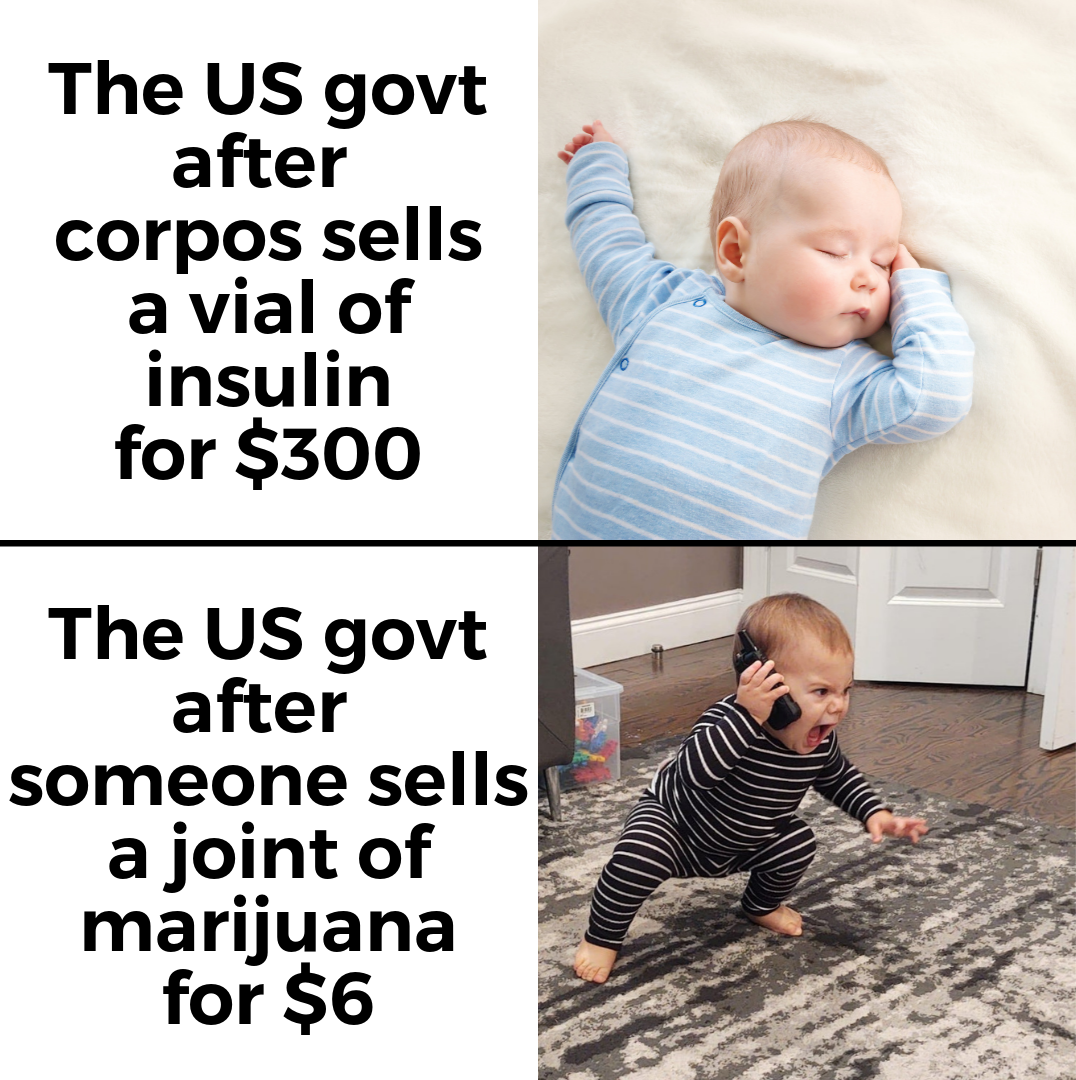 The US govt
after
corpos sells
a vial of
insulin
for $300
The US govt
after
someone sells
a joint of
marijuana
for $6